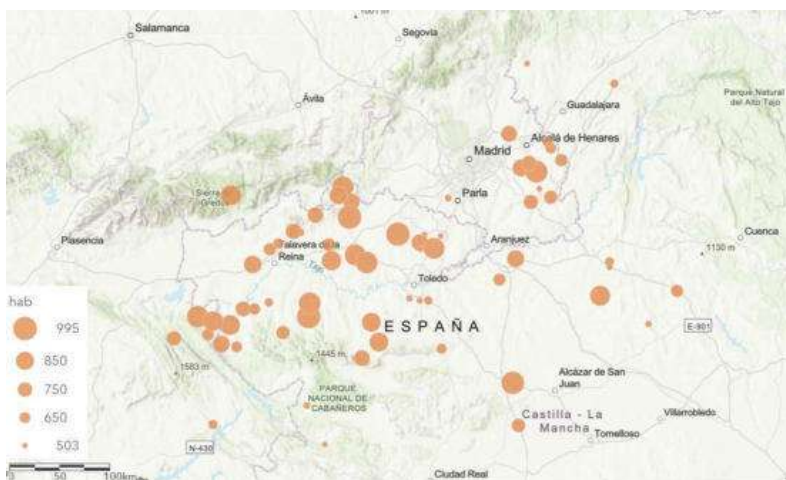 Salamanca
Segovia
Ávila
Guadalajara
Parque Natural
del Alto Tajo
Alcalá de Henares
Madrid
Sierra
Gredos
Parla
Plasencia
Cuenca
Aranjuez
1130 m
Talavera de la
Reina
Tajo
Toledo
hab
995
850
750
650
503
ESPAÑA
E-901
1445 m
1583 m
PARQUE
NACIONAL DE
CABAÑEROS
Alcázar de San
Juan
Castilla - La
Mancha
Villarrobledo
Tomelloso
N-430
50
100km
Ciudad Real